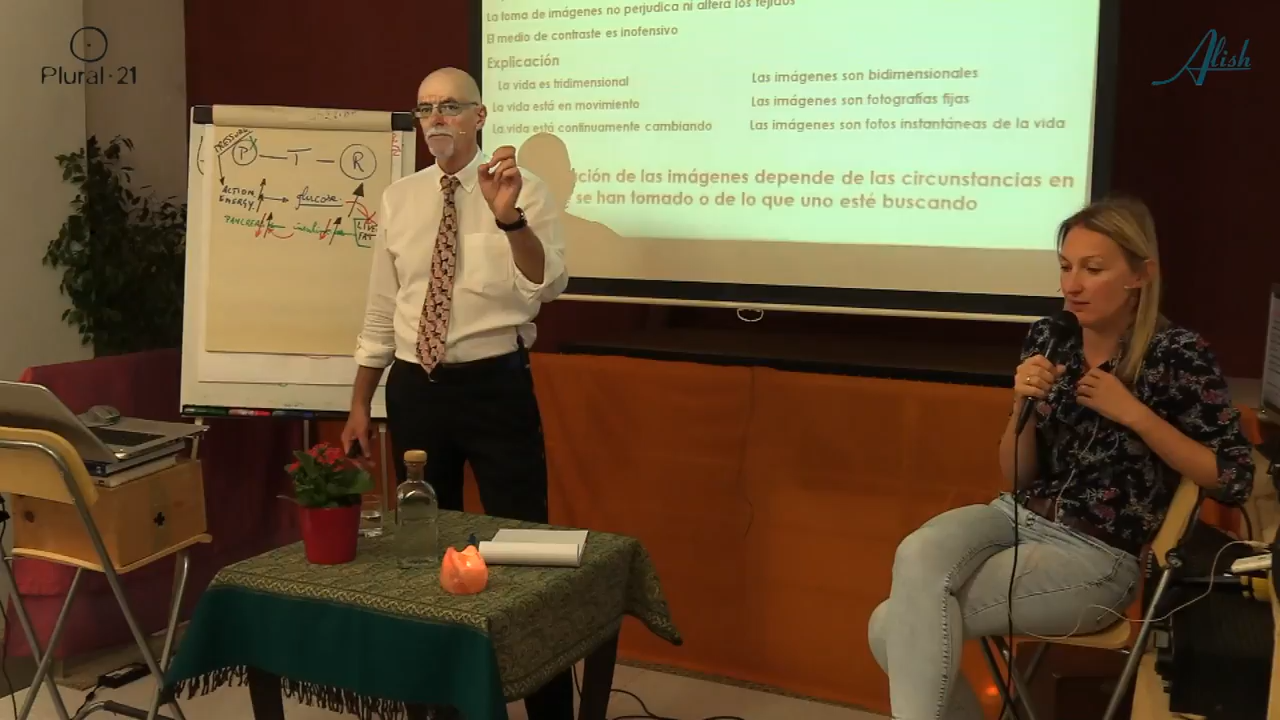 Plural·21
Alish
La toma de imágenes no perjudica ni altera los tejidos
El medio de contraste es inofensivo
Explicación
La vida es tridimensional
Las imágenes son bidimensionales
La vida está en movimiento
Las imágenes son fotografías fijas
La vida está continuamente cambiando
Las imágenes son fotos instantáneas de la vida
ción de las imágenes depende de las circunstancias en
se han tomado o de lo que uno esté buscando
P — T — R
ACTION
ENERGY
glucose
PANCREA